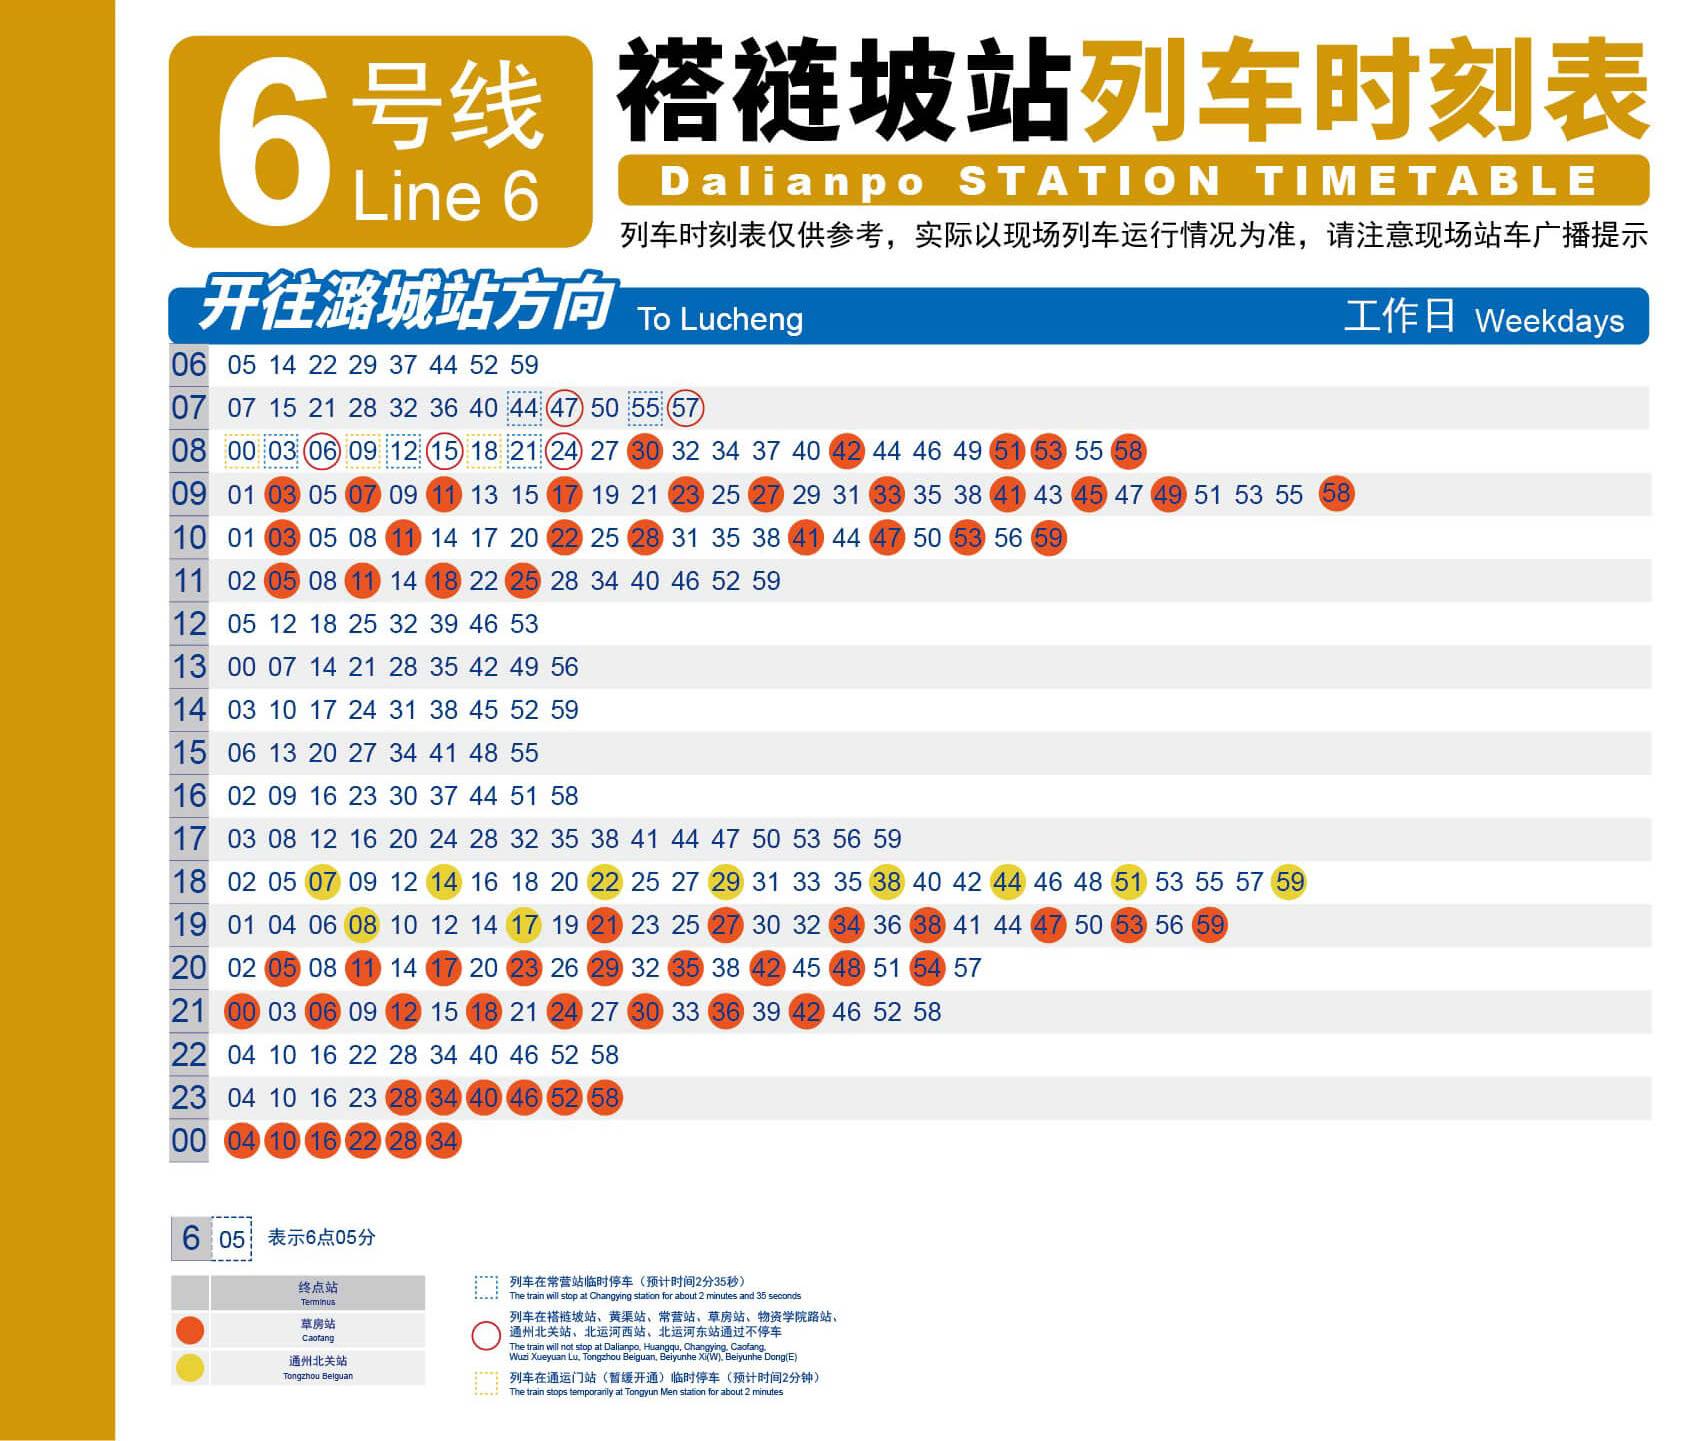 6 号线
Line 6
褡裢坡站列车时刻表
Dalianpo STATION TIMETABLE
列车时刻表仅供参考，实际以现场列车运行情况为准，请注意现场站车广播提示
开往潞城站方向 To Lucheng 工作日 Weekdays
06 05 14 22 29 37 44 52 59
07 07 15 21 28 32 36 40 44 47 50 55 57
08 00 03 06 09 12 15 18 21 24 27 30 32 34 37 40 42 44 46 49 51 53 55 58
09 01 03 05 07 09 11 13 15 17 19 21 23 25 27 29 31 33 35 38 41 43 45 47 49 51 53 55 58
10 01 03 05 08 11 14 17 20 22 25 28 31 35 38 41 44 47 50 53 56 59
11 02 05 08 11 14 18 22 25 28 34 40 46 52 59
12 05 12 18 25 32 39 46 53
13 00 07 14 21 28 35 42 49 56
14 03 10 17 24 31 38 45 52 59
15 06 13 20 27 34 41 48 55
16 02 09 16 23 30 37 44 51 58
17 03 08 12 16 20 24 28 32 35 38 41 44 47 50 53 56 59
18 02 05 07 09 12 14 16 18 20 22 25 27 29 31 33 35 38 40 42 44 46 48 51 53 55 57 59
19 01 04 06 08 10 12 14 17 19 21 23 25 27 30 32 34 36 38 41 44 47 50 53 56 59
20 02 05 08 11 14 17 20 23 26 29 32 35 38 42 45 48 51 54 57
21 00 03 06 09 12 15 18 21 24 27 30 33 36 39 42 46 52 58
22 04 10 16 22 28 34 40 46 52 58
23 04 10 16 23 28 34 40 46 52 58
00 04 10 16 22 28 34
6 05 表示6点05分
终点站
Terminus
草房站
Caofang
通州北关站
Tongzhou Beiguan
列车在常营站临时停车（预计时间2分35秒）
The train will stop at Changying station for about 2 minutes and 35 seconds
列车在褡裢坡站、黄渠站、常营站、草房站、物资学院路站、
通州北关站、北运河西站、北运河东站通过不停车
The train will not stop at Dalianpo, Huangqu, Changying, Caofang,
Wuzi Xueyuan Lu, Tongzhou Beiguan, Beiyunhe Xi(W), Beiyunhe Dong(E)
列车在通运门站（暂缓开通）临时停车（预计时间2分钟）
The train stops temporarily at Tongyun Men station for about 2 minutes